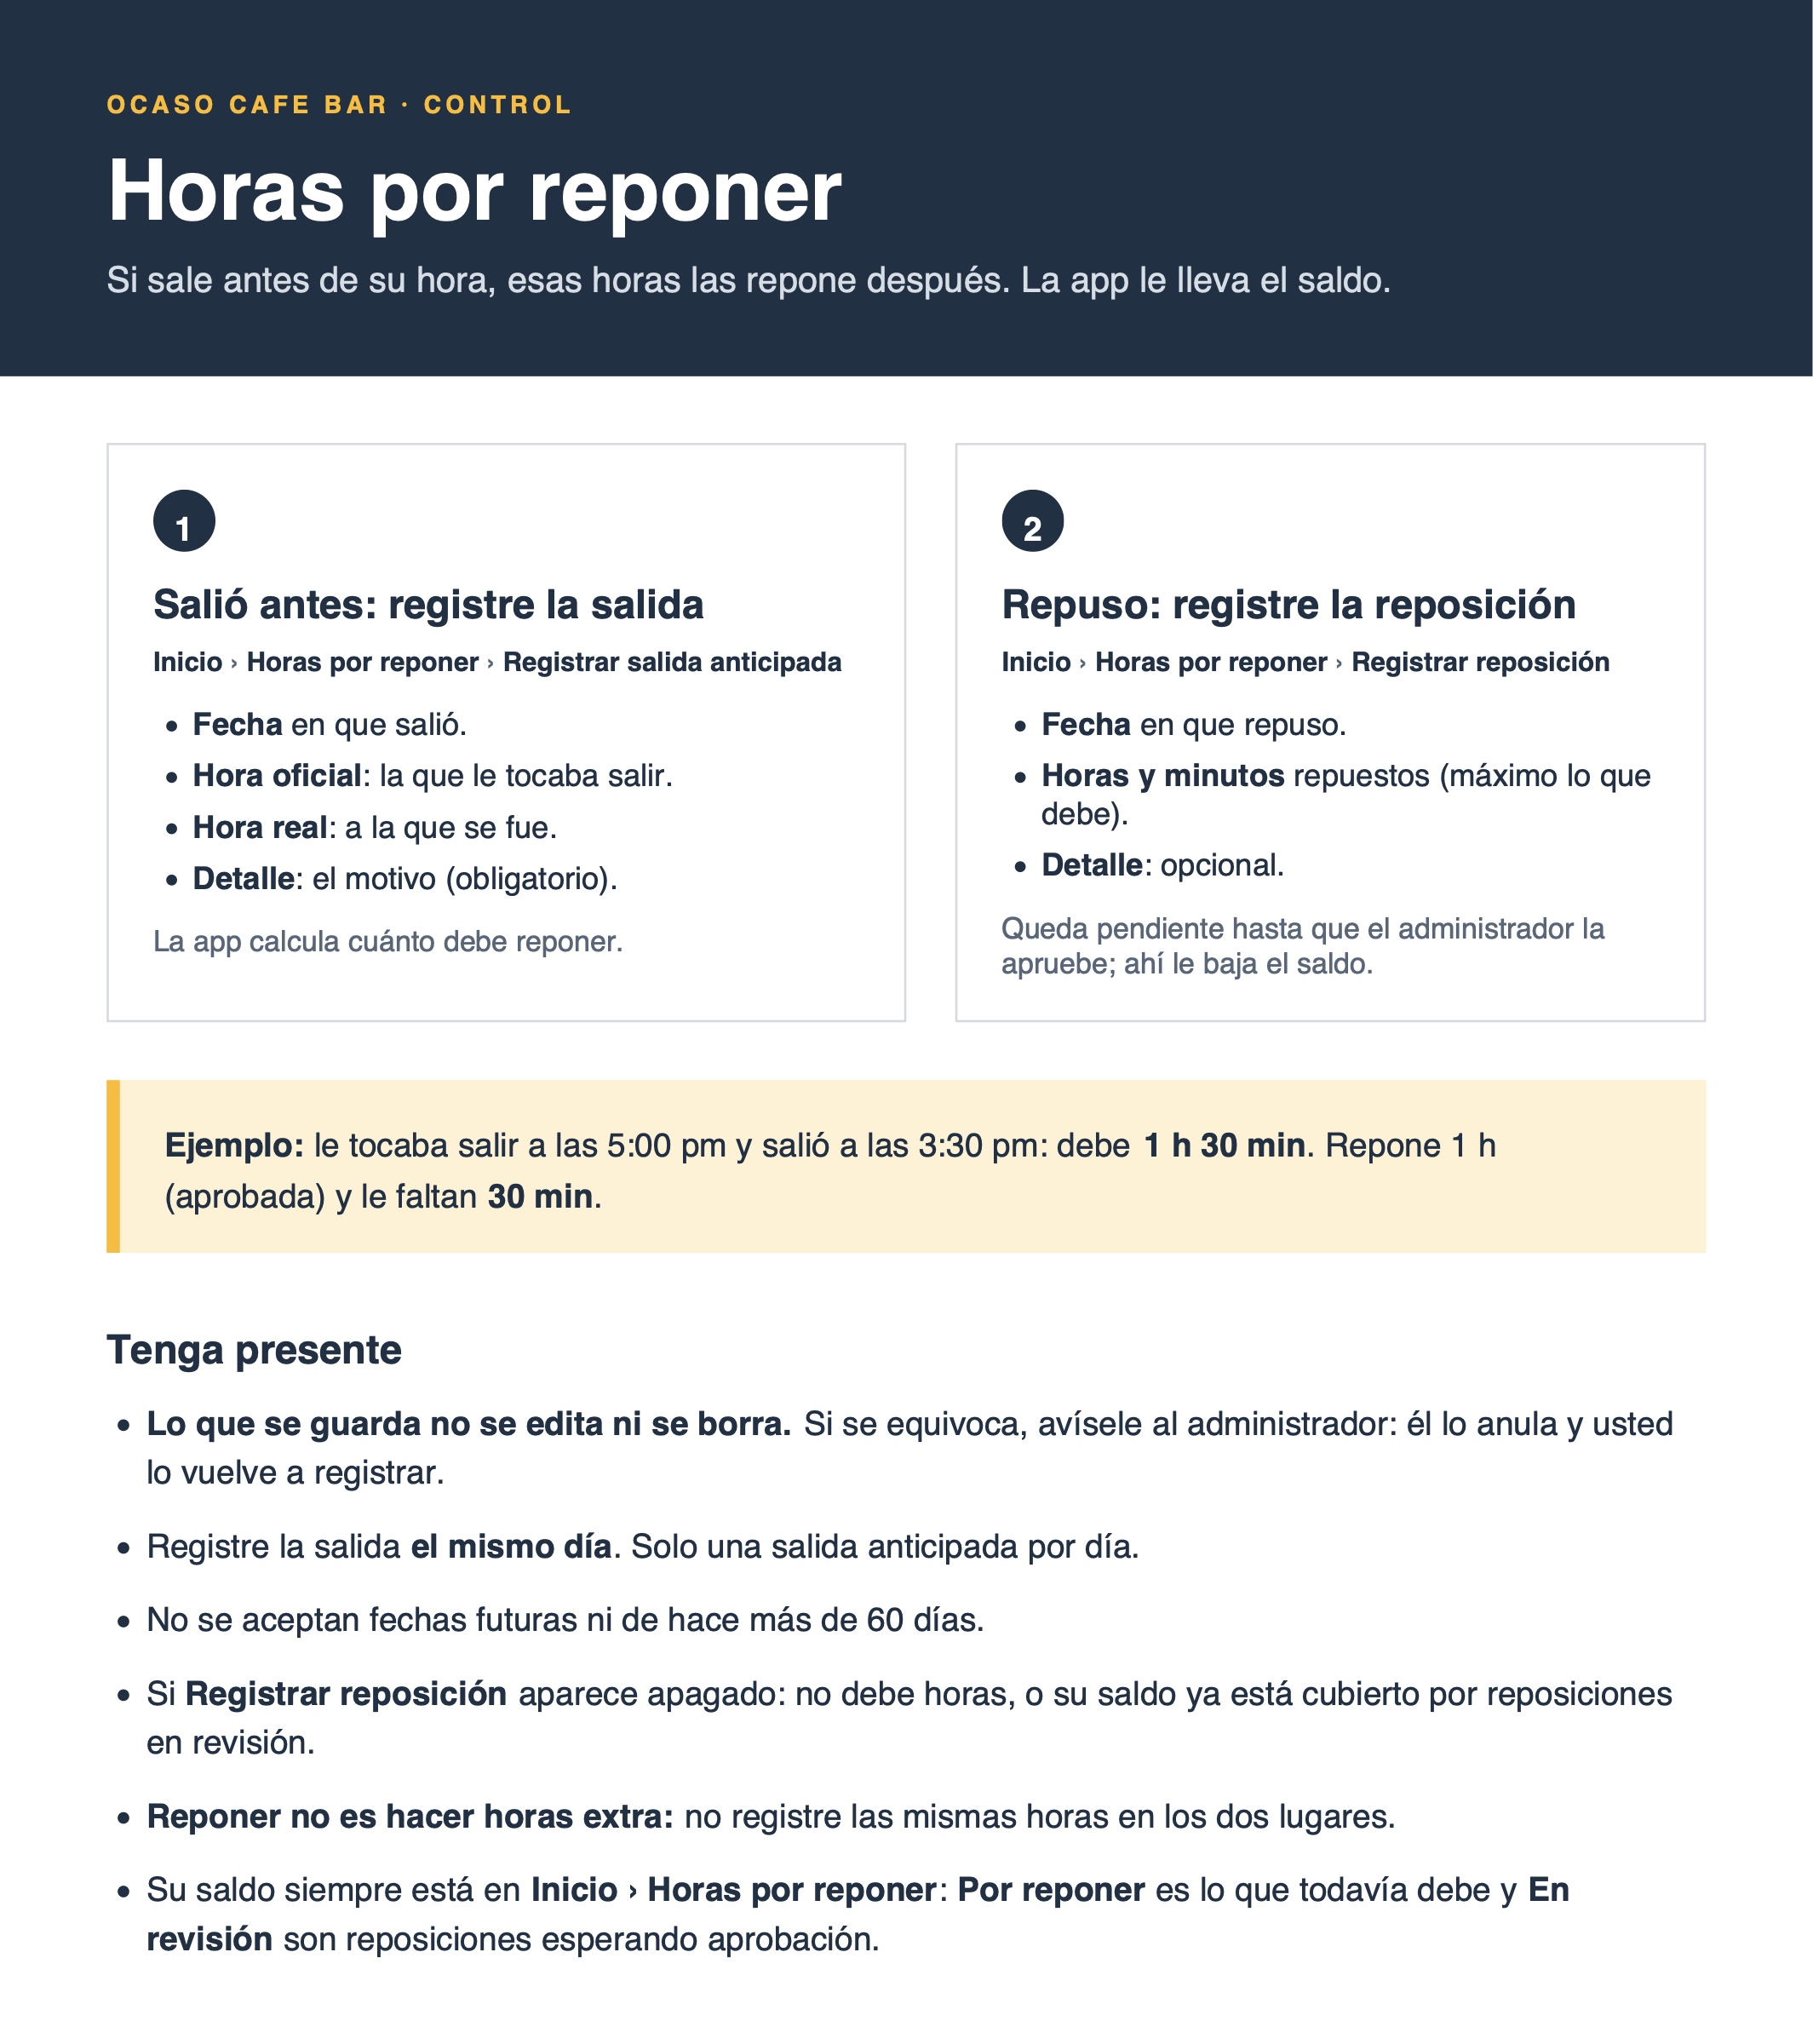 OCASO CAFE BAR · CONTROL
Horas por reponer
Si sale antes de su hora, esas horas las repone después. La app le lleva el saldo.
1
Salió antes: registre la salida
Inicio › Horas por reponer › Registrar salida anticipada
• Fecha en que salió.
• Hora oficial: la que le tocaba salir.
• Hora real: a la que se fue.
• Detalle: el motivo (obligatorio).
La app calcula cuánto debe reponer.
2
Repuso: registre la reposición
Inicio › Horas por reponer › Registrar reposición
• Fecha en que repuso.
• Horas y minutos repuestos (máximo lo que
debe).
• Detalle: opcional.
Queda pendiente hasta que el administrador la
apruebe; ahí le baja el saldo.
Ejemplo: le tocaba salir a las 5:00 pm y salió a las 3:30 pm: debe 1 h 30 min. Repone 1 h
(aprobada) y le faltan 30 min.
Tenga presente
• Lo que se guarda no se edita ni se borra. Si se equivoca, avísele al administrador: él lo anula y usted
lo vuelve a registrar.
• Registre la salida el mismo día. Solo una salida anticipada por día.
• No se aceptan fechas futuras ni de hace más de 60 días.
• Si Registrar reposición aparece apagado: no debe horas, o su saldo ya está cubierto por reposiciones
en revisión.
• Reponer no es hacer horas extra: no registre las mismas horas en los dos lugares.
• Su saldo siempre está en Inicio › Horas por reponer: Por reponer es lo que todavía debe y En
revisión son reposiciones esperando aprobación.